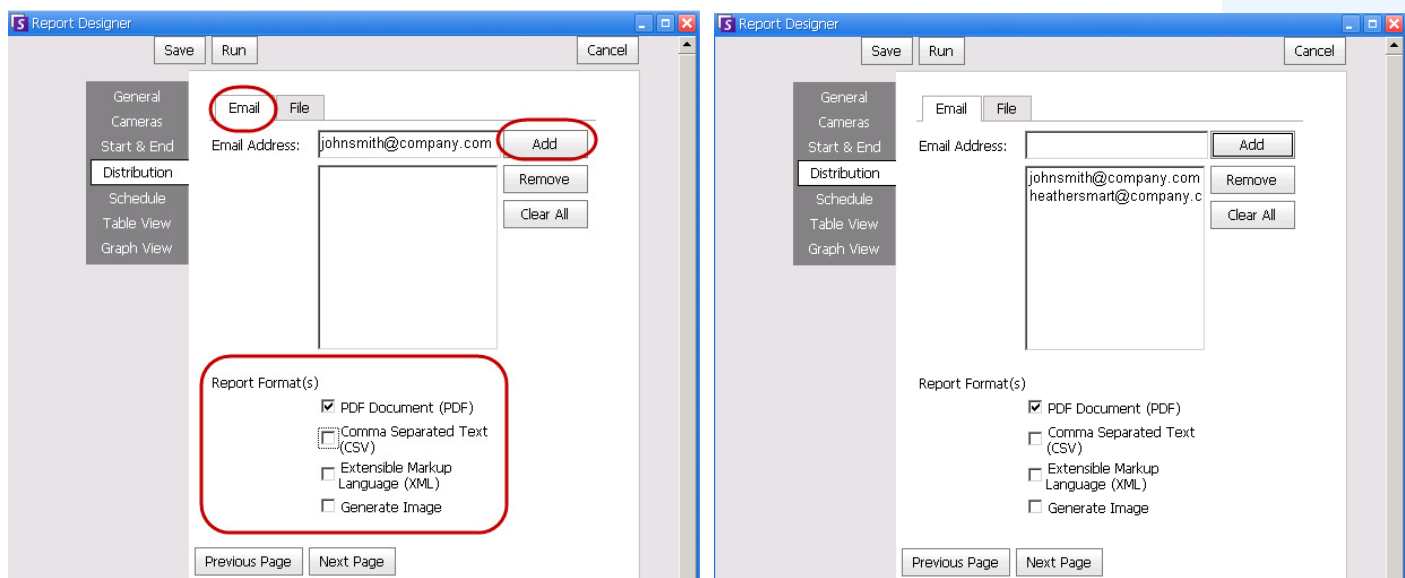 Report Designer
Save Run Cancel
General
Cameras
Start & End
Distribution
Schedule
Table View
Graph View
Email File
Email Address: johnsmith@company.com Add
Remove
Clear All
Report Format(s)
PDF Document (PDF)
Comma Separated Text
(CSV)
Extensible Markup
Language (XML)
Generate Image
Previous Page Next Page
Report Designer
Save Run Cancel
General
Cameras
Start & End
Distribution
Schedule
Table View
Graph View
Email File
Email Address: Add
johnsmith@company.com Remove
heathersmart@company.c
Clear All
Report Format(s)
PDF Document (PDF)
Comma Separated Text
(CSV)
Extensible Markup
Language (XML)
Generate Image
Previous Page Next Page